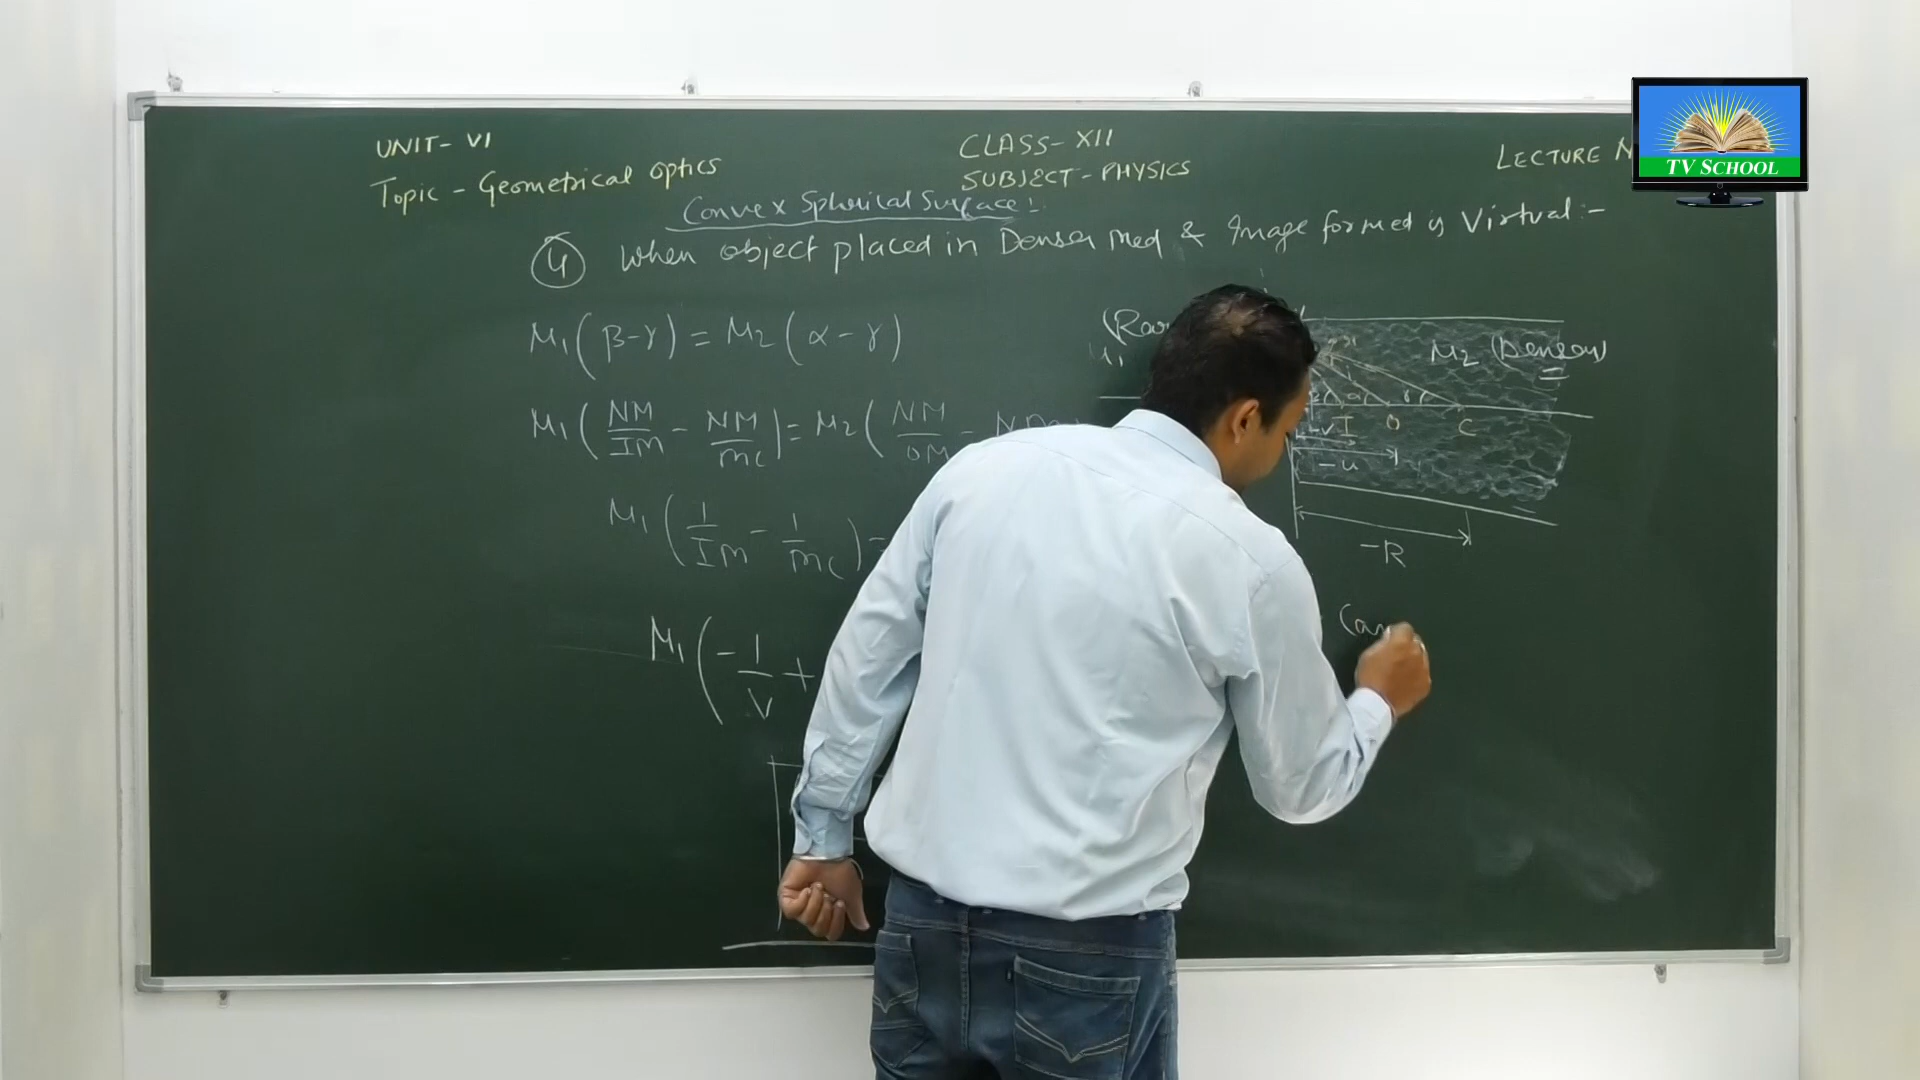 UNIT- VI
Topic - Geometrical optics
CLASS- XII
SUBJECT- PHYSICS
LECTURE
TV SCHOOL
Convex Spherical Surface:
(4) When object placed in Denser Med & Image formed is Virtual:-
M₁(β-γ) = M₂(α-γ)
M₁(NM/IM - NM/MC) = M₂(NM/OM -
M₁(1/IM - 1/MC) =
M₁(-1/V +
M₂ (Denser)
I O C
-u
-R